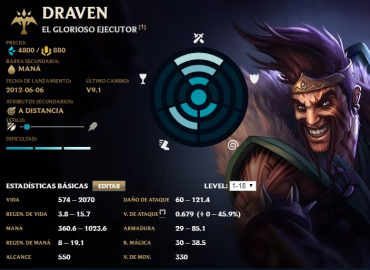 DRAVEN
EL GLORIOSO EJECUTOR [1]
PRECIO:
4800 / 880
BARRA SECUNDARIA:
MANÁ
FECHA DE LANZAMIENTO:
2012-06-06
ÚLTIMO CAMBIO:
V9.1
ATRIBUTOS SECUNDARIOS:
A DISTANCIA
ESTILO:
DIFICULTAD:
ESTADÍSTICAS BÁSICAS EDITAR LEVEL: 1-18
VIDA 574 – 2070 DAÑO DE ATAQUE 60 – 121.4
REGEN. DE VIDA 3.8 – 15.7 V. DE ATAQUE [*] 0.679 (+ 0 – 45.9%)
MANÁ 360.6 – 1023.6 ARMADURA 29 – 85.1
REGEN. DE MANÁ 8 – 19.1 R. MÁGICA 30 – 38.5
ALCANCE 550 V. DE MOV. 330